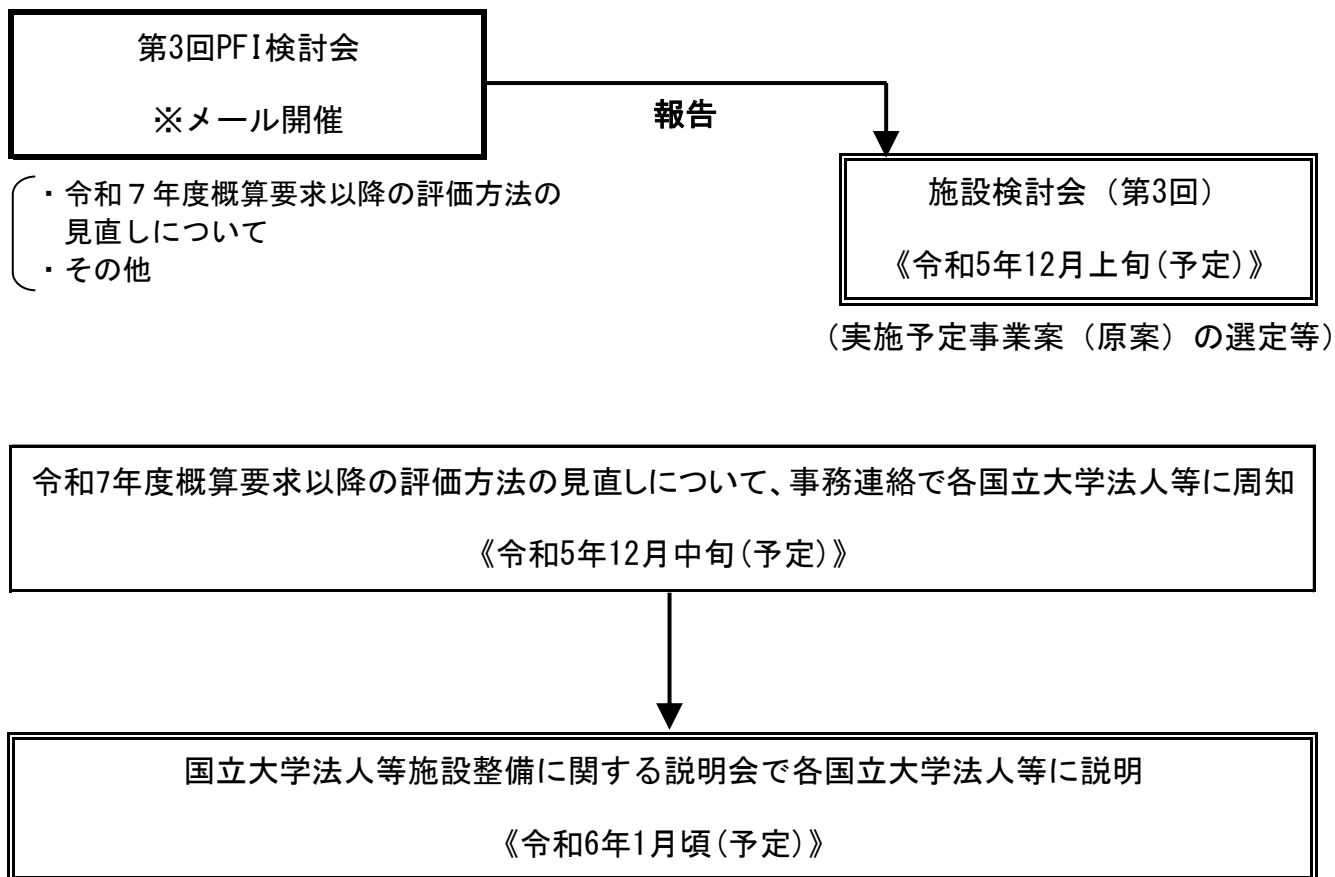 第3回PFI検討会
※メール開催
報告
・令和７年度概算要求以降の評価方法の
見直しについて
・その他
施設検討会（第3回）
《令和5年12月上旬(予定)》
（実施予定事業案（原案）の選定等）
令和7年度概算要求以降の評価方法の見直しについて、事務連絡で各国立大学法人等に周知
《令和5年12月中旬(予定)》
国立大学法人等施設整備に関する説明会で各国立大学法人等に説明
《令和6年1月頃(予定)》